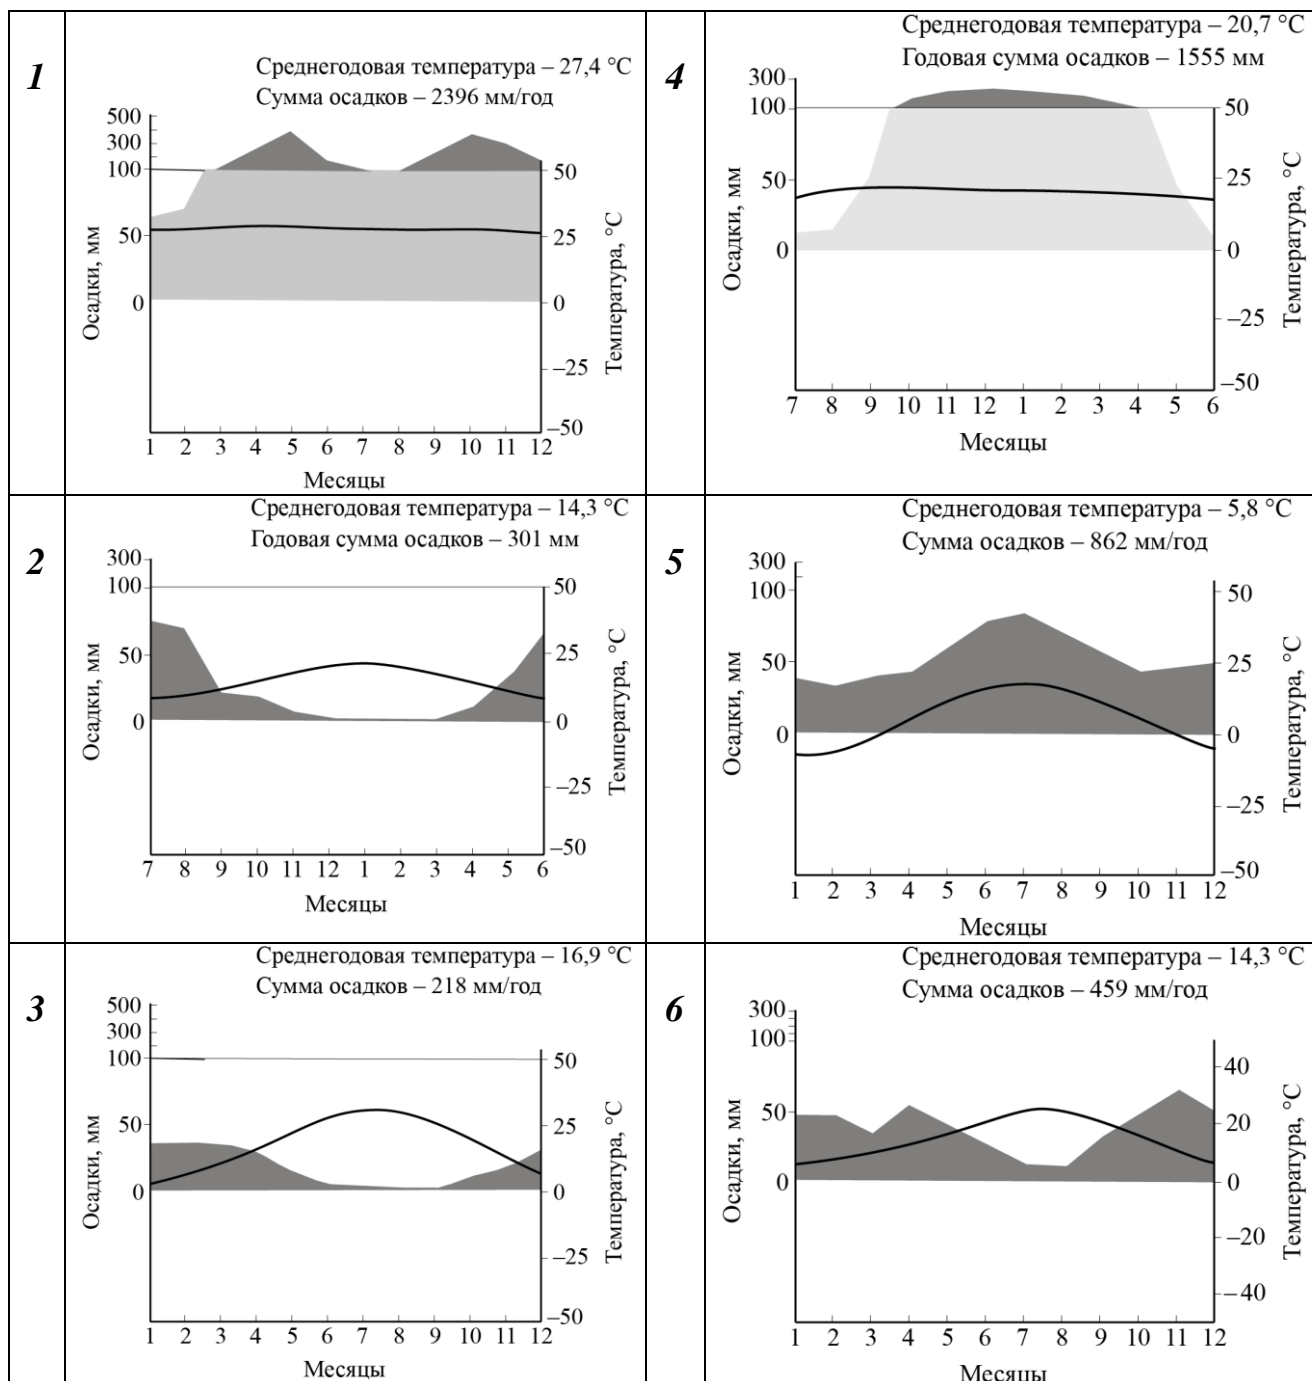 1
Среднегодовая температура – 27,4 °С
Сумма осадков – 2396 мм/год
500
300
100
50
0
Осадки, мм
50
25
0
–25
–50
Температура, °С
1 2 3 4 5 6 7 8 9 10 11 12
Месяцы
4
Среднегодовая температура – 20,7 °С
Годовая сумма осадков – 1555 мм
300
100
50
0
Осадки, мм
50
25
0
–25
–50
Температура, °С
7 8 9 10 11 12 1 2 3 4 5 6
Месяцы
2
Среднегодовая температура – 14,3 °С
Годовая сумма осадков – 301 мм
300
100
50
0
Осадки, мм
50
25
0
–25
–50
Температура, °С
7 8 9 10 11 12 1 2 3 4 5 6
Месяцы
5
Среднегодовая температура – 5,8 °С
Сумма осадков – 862 мм/год
300
100
50
0
Осадки, мм
50
25
0
–25
–50
Температура, °С
1 2 3 4 5 6 7 8 9 10 11 12
Месяцы
3
Среднегодовая температура – 16,9 °С
Сумма осадков – 218 мм/год
500
300
100
50
0
Осадки, мм
50
25
0
–25
–50
Температура, °С
1 2 3 4 5 6 7 8 9 10 11 12
Месяцы
6
Среднегодовая температура – 14,3 °С
Сумма осадков – 459 мм/год
300
100
50
0
Осадки, мм
40
20
0
–20
–40
Температура, °С
1 2 3 4 5 6 7 8 9 10 11 12
Месяцы